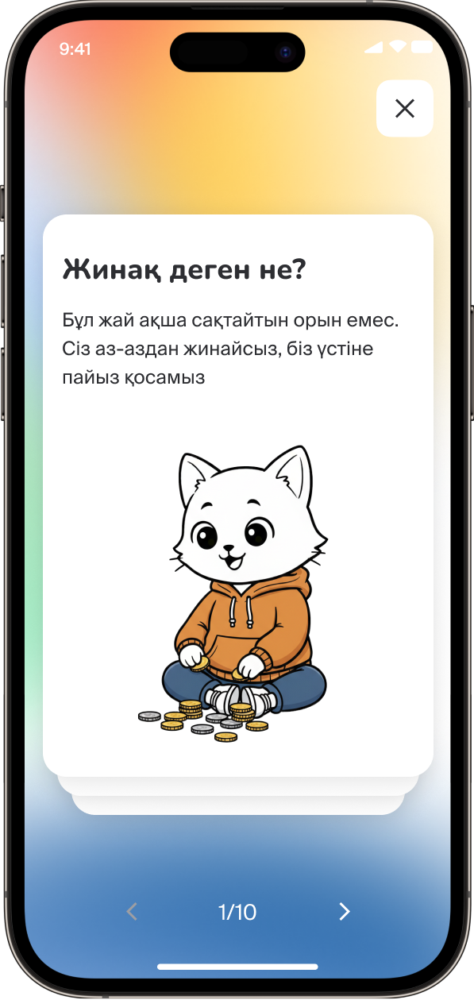 9:41
Жинақ деген не?
Бұл жай ақша сақтайтын орын емес.
Сіз аз-аздан жинайсыз, біз үстіне
пайыз қосамыз
1/10